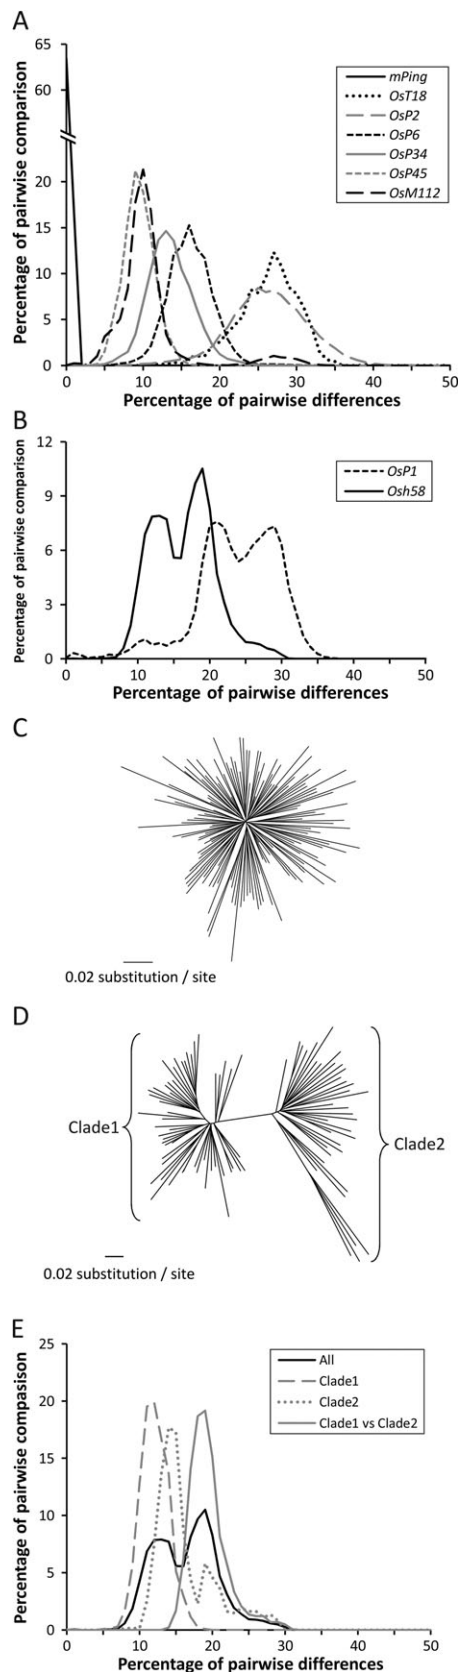 A
Percentage of pairwise comparison
65
60
20
15
10
5
0
0 10 20 30 40 50
Percentage of pairwise differences
mPing
OsT18
OsP2
OsP6
OsP34
OsP45
OsM112
B
Percentage of pairwise comparison
12
9
6
3
0
0 10 20 30 40 50
Percentage of pairwise differences
OsP1
Osh58
C
0.02 substitution / site
D
Clade1
Clade2
0.02 substitution / site
E
Percentage of pairwise compasison
25
20
15
10
5
0
0 10 20 30 40 50
Percentage of pairwise differences
All
Clade1
Clade2
Clade1 vs Clade2